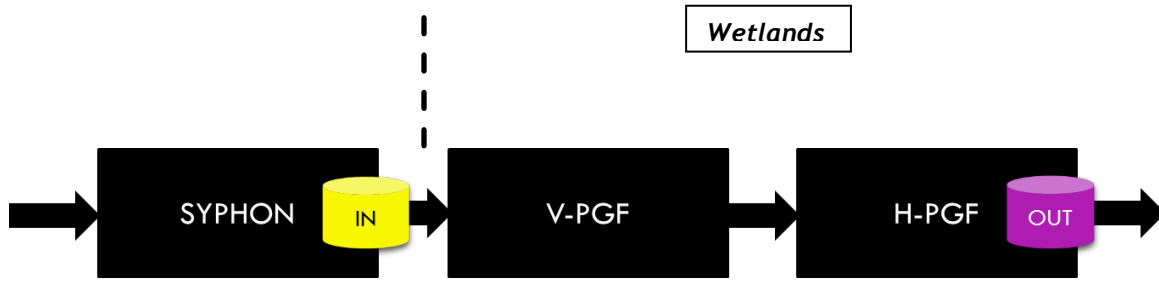 Wetlands
SYPHON
IN
V-PGF
H-PGF
OUT